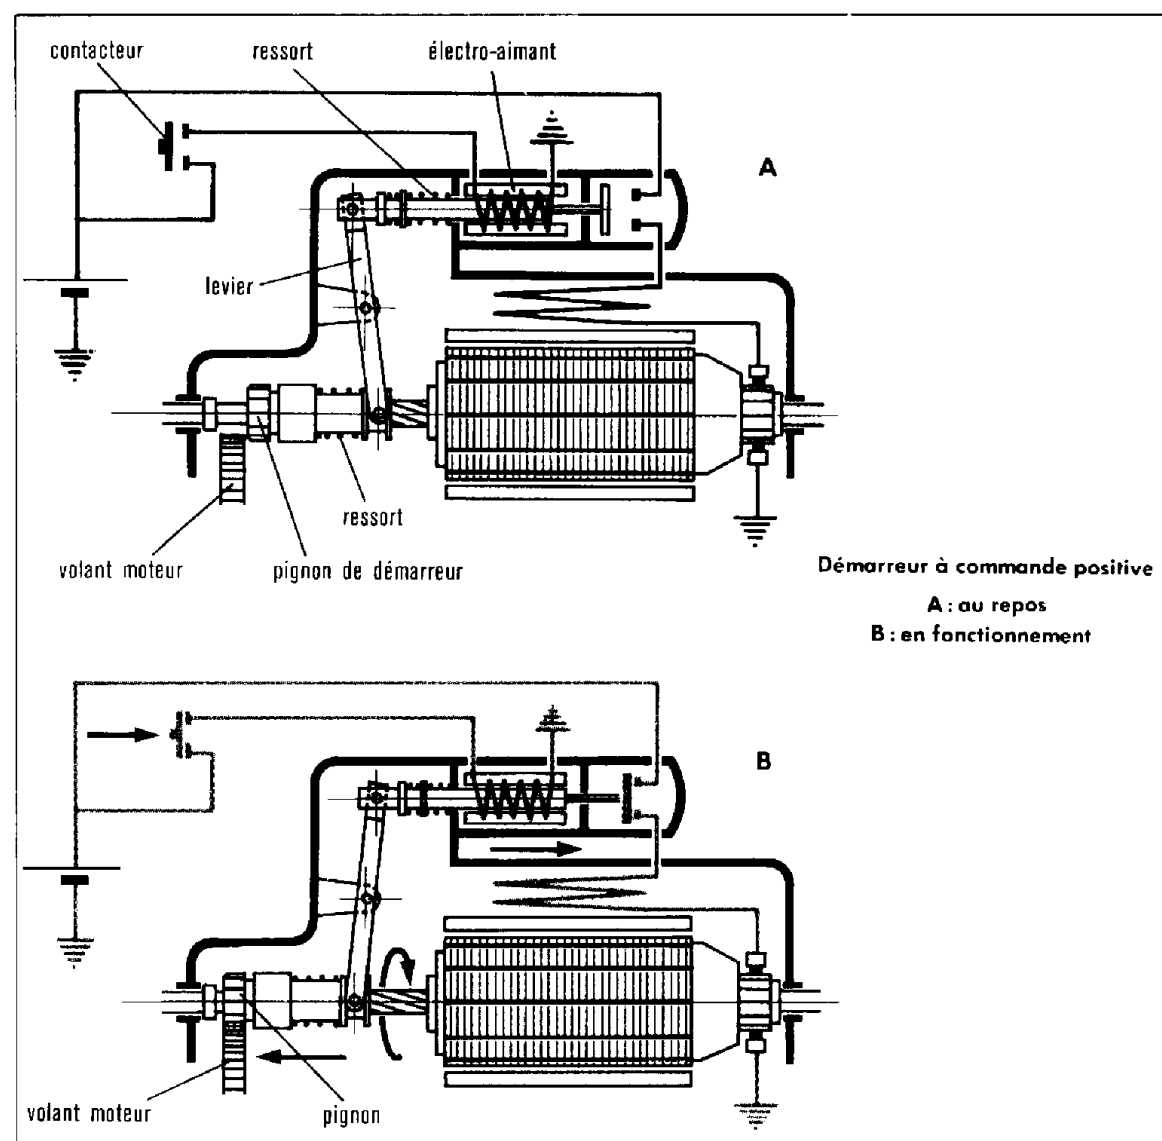 contacteur
ressort
électro-aimant
A
levier
ressort
volant moteur
pignon de démarreur
Démarreur à commande positive
A : au repos
B : en fonctionnement
B
volant moteur
pignon